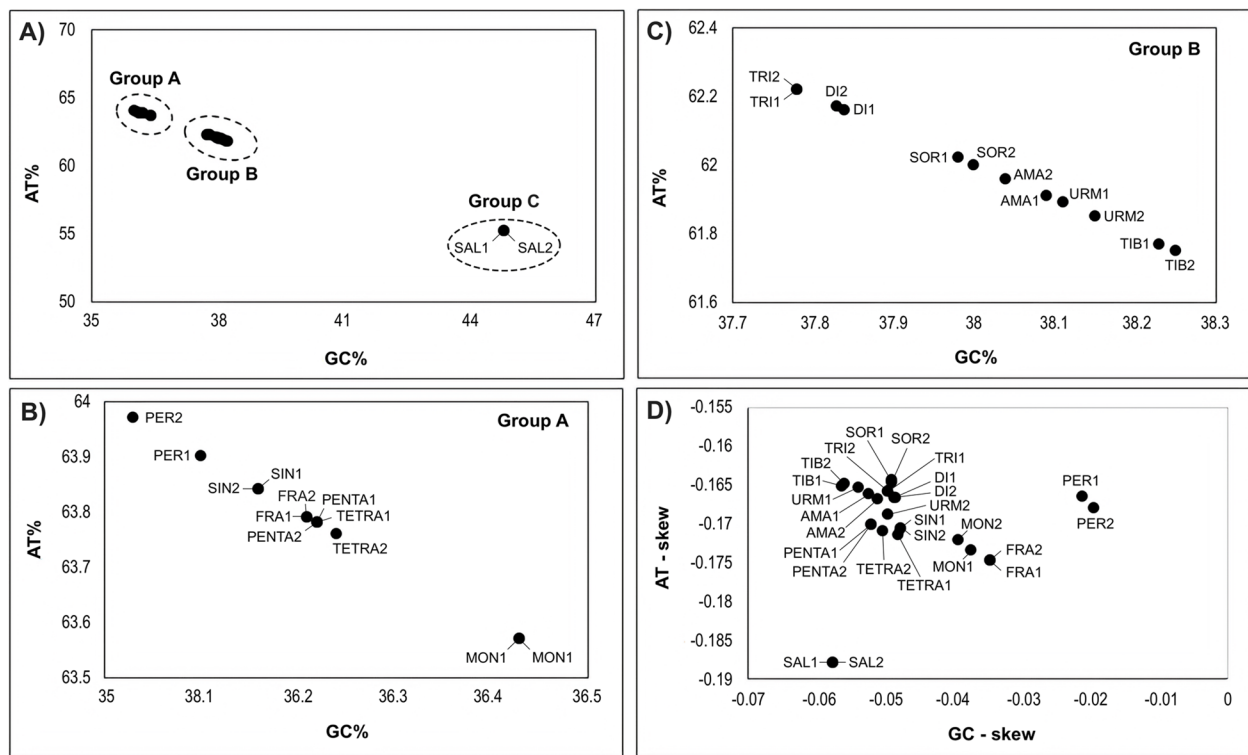 A)
70
65
60
55
50
AT%
Group A
Group B
Group C
SAL1 SAL2
35 38 41 44 47
GC%
C)
Group B
62.4
62.2
62
61.8
61.6
AT%
TRI2
TRI1
DI2
DI1
SOR1
SOR2
AMA2
AMA1
URM1
URM2
TIB1
TIB2
37.7 37.8 37.9 38 38.1 38.2 38.3
GC%
B)
Group A
64
63.9
63.8
63.7
63.6
63.5
AT%
PER2
PER1
SIN1
SIN2
FRA2
PENTA1
FRA1
TETRA1
PENTA2
TETRA2
MON1 MON1
35 38.1 36.2 36.3 36.4 36.5
GC%
D)
-0.155
-0.16
-0.165
-0.17
-0.175
-0.18
-0.185
-0.19
AT - skew
SOR1
SOR2
TRI2
TRI1
TIB2
DI1
TIB1
DI2
URM1
URM2
AMA1
SIN1
AMA2
SIN2
MON2
PENTA1
PENTA2
TETRA2
TETRA1
MON1
FRA2
FRA1
PER1
PER2
SAL1 SAL2
-0.07 -0.06 -0.05 -0.04 -0.03 -0.02 -0.01 0
GC - skew